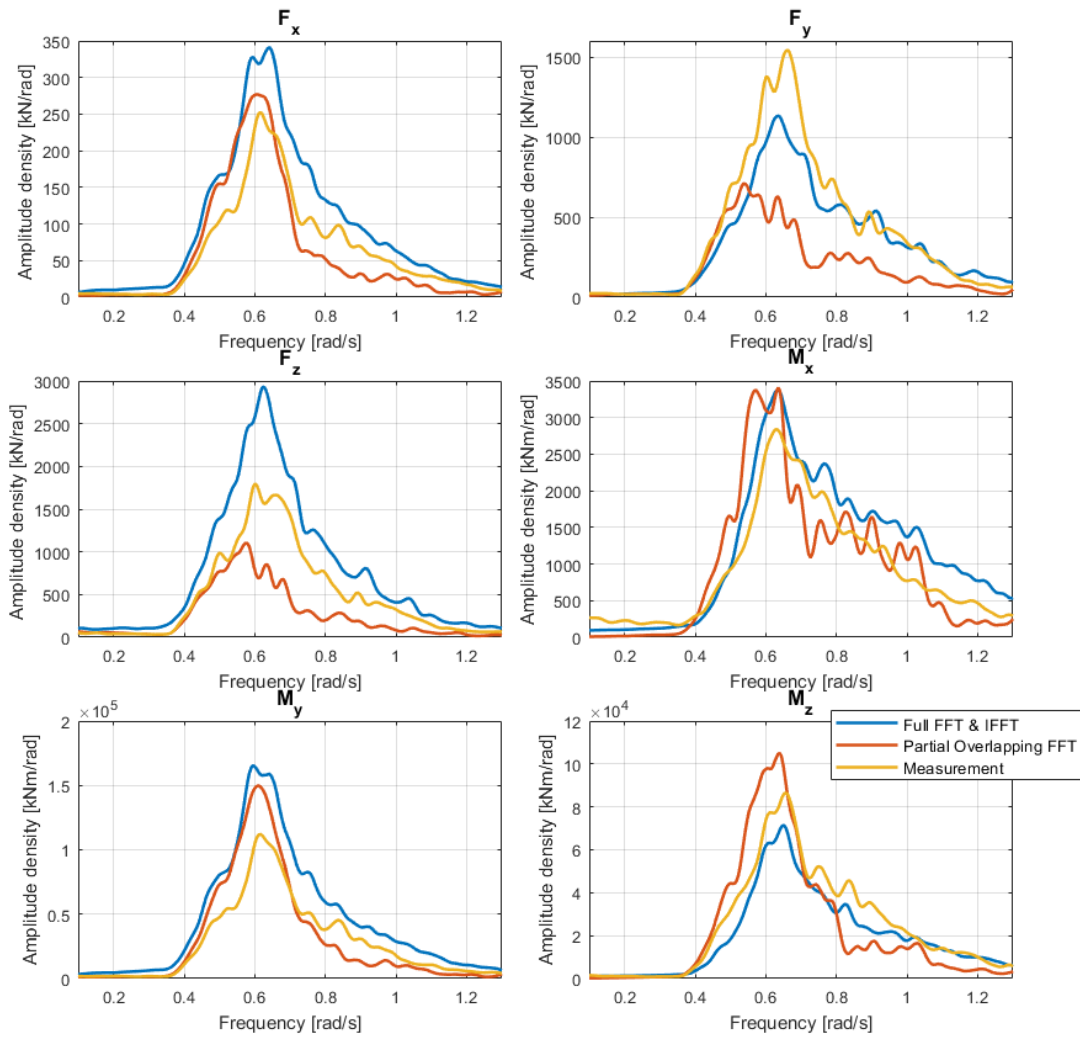 F_x
Amplitude density [kN/rad]
350
300
250
200
150
100
50
0
0.2 0.4 0.6 0.8 1 1.2
Frequency [rad/s]
F_y
Amplitude density [kN/rad]
1500
1000
500
0
0.2 0.4 0.6 0.8 1 1.2
Frequency [rad/s]
F_z
Amplitude density [kN/rad]
3000
2500
2000
1500
1000
500
0
0.2 0.4 0.6 0.8 1 1.2
Frequency [rad/s]
M_x
Amplitude density [kNm/rad]
3500
3000
2500
2000
1500
1000
500
0
0.2 0.4 0.6 0.8 1 1.2
Frequency [rad/s]
M_y
×10^5
Amplitude density [kNm/rad]
2
1.5
1
0.5
0
0.2 0.4 0.6 0.8 1 1.2
Frequency [rad/s]
M_z
×10^4
Amplitude density [kNm/rad]
12
10
8
6
4
2
0
0.2 0.4 0.6 0.8 1 1.2
Frequency [rad/s]
Full FFT & IFFT
Partial Overlapping FFT
Measurement